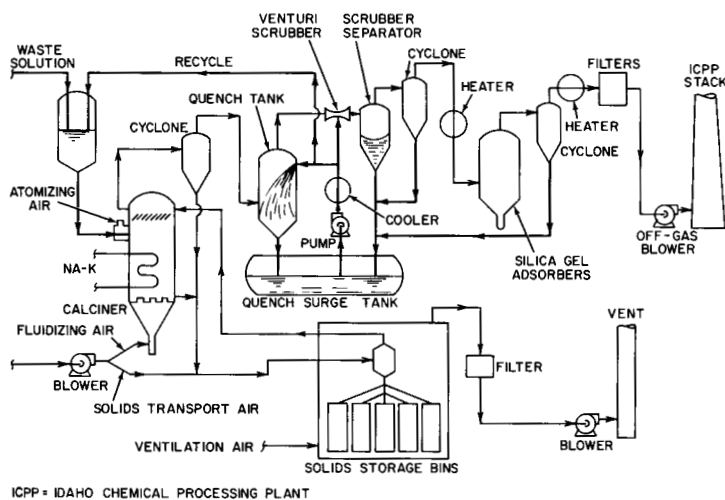 VENTURI
SCRUBBER
SCRUBBER
SEPARATOR
CYCLONE
FILTERS
ICPP
STACK
WASTE
SOLUTION
RECYCLE
HEATER
QUENCH TANK
HEATER
CYCLONE
CYCLONE
ATOMIZING
AIR
COOLER
PUMP
OFF-GAS
BLOWER
SILICA GEL
ADSORBERS
NA-K
QUENCH SURGE TANK
CALCINER
VENT
FLUIDIZING AIR
FILTER
BLOWER
SOLIDS TRANSPORT AIR
VENTILATION AIR
BLOWER
SOLIDS STORAGE BINS
ICPP = IDAHO CHEMICAL PROCESSING PLANT